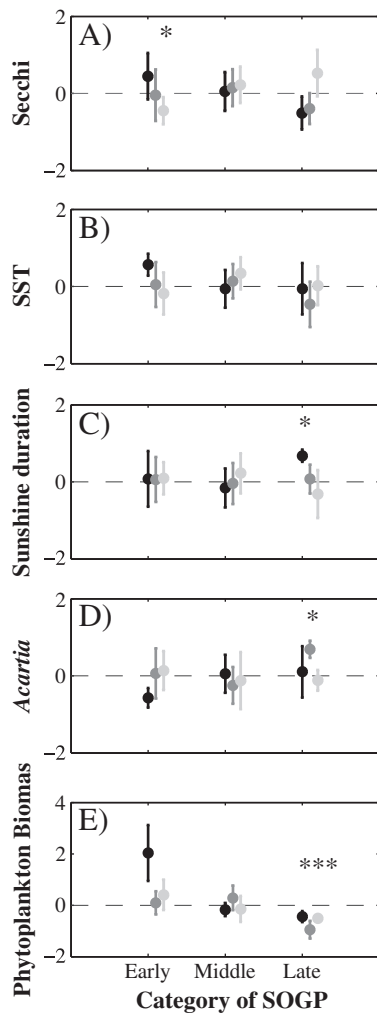 2
A)
*
Secchi
0
−2
2
B)
SST
0
−2
2
C)
*
Sunshine duration
0
−2
2
D)
*
Acartia
0
−2
4
E)
Phytoplankton Biomas
2
***
0
−2
Early Middle Late
Category of SOGP